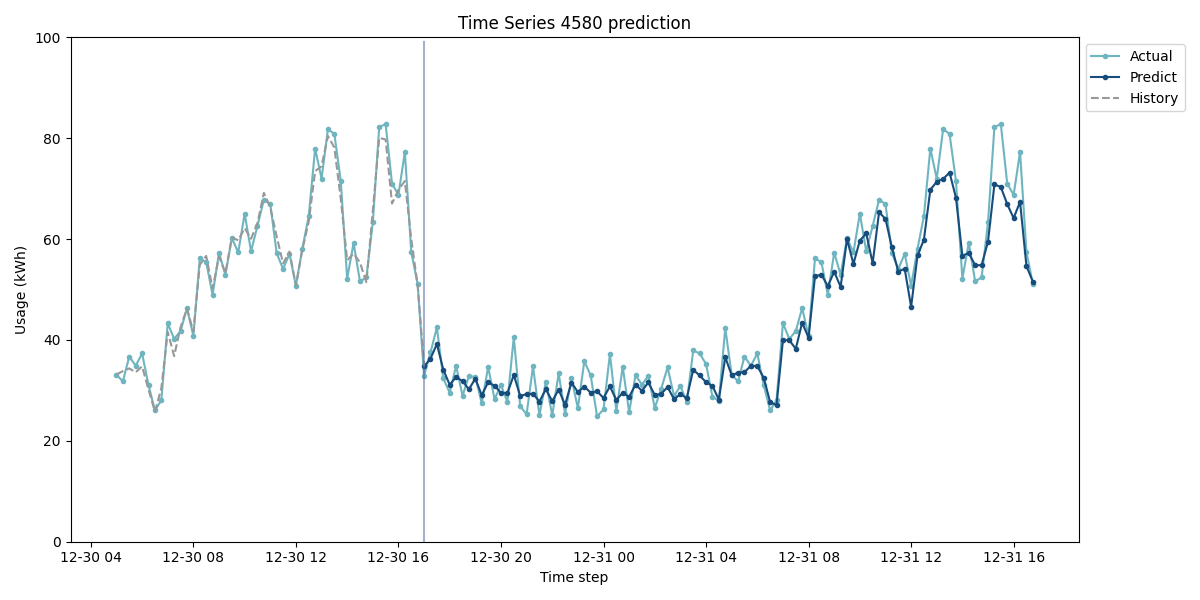 Time Series 4580 prediction
100
80
60
40
20
0
Usage (kWh)
12-30 04
12-30 08
12-30 12
12-30 16
12-30 20
12-31 00
12-31 04
12-31 08
12-31 12
12-31 16
Time step
Actual
Predict
History